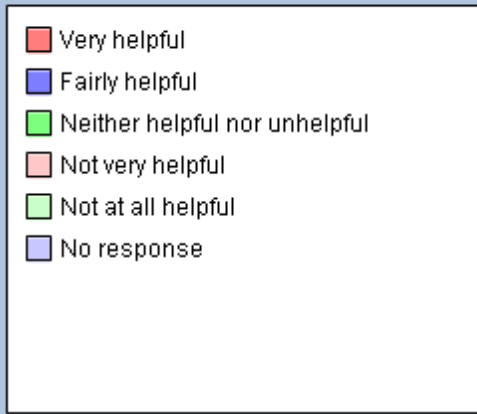 Very helpful
Fairly helpful
Neither helpful nor unhelpful
Not very helpful
Not at all helpful
No response